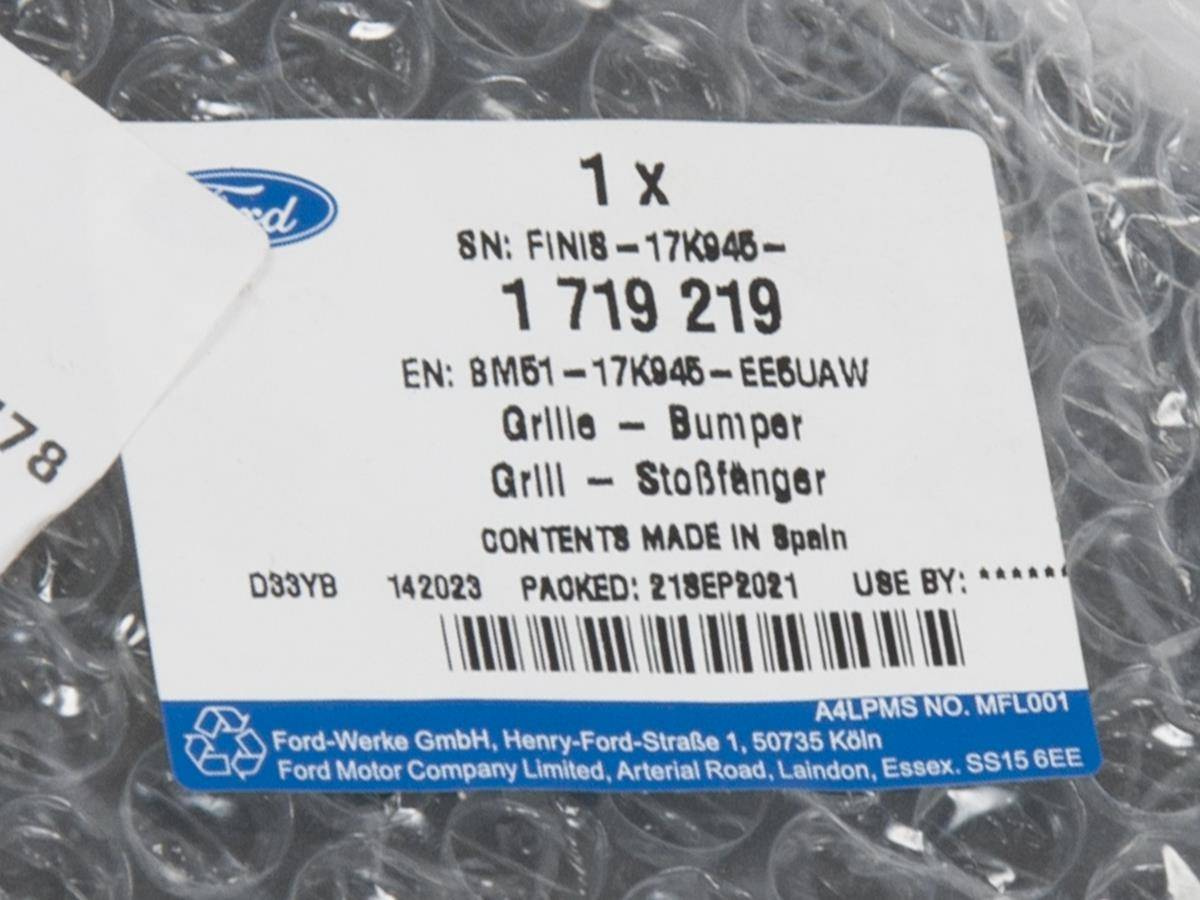 Ford
1 x
SN: FINIS-17K945-
1 719 219
EN: BM51-17K945-EE5UAW
Grille - Bumper
Grill - Stoßfänger
CONTENTS MADE IN Spain
D33YB 142023 PACKED: 21SEP2021 USE BY: ******
A4LPMS NO. MFL001
Ford-Werke GmbH, Henry-Ford-Straße 1, 50735 Köln
Ford Motor Company Limited, Arterial Road, Laindon, Essex. SS15 6EE
78